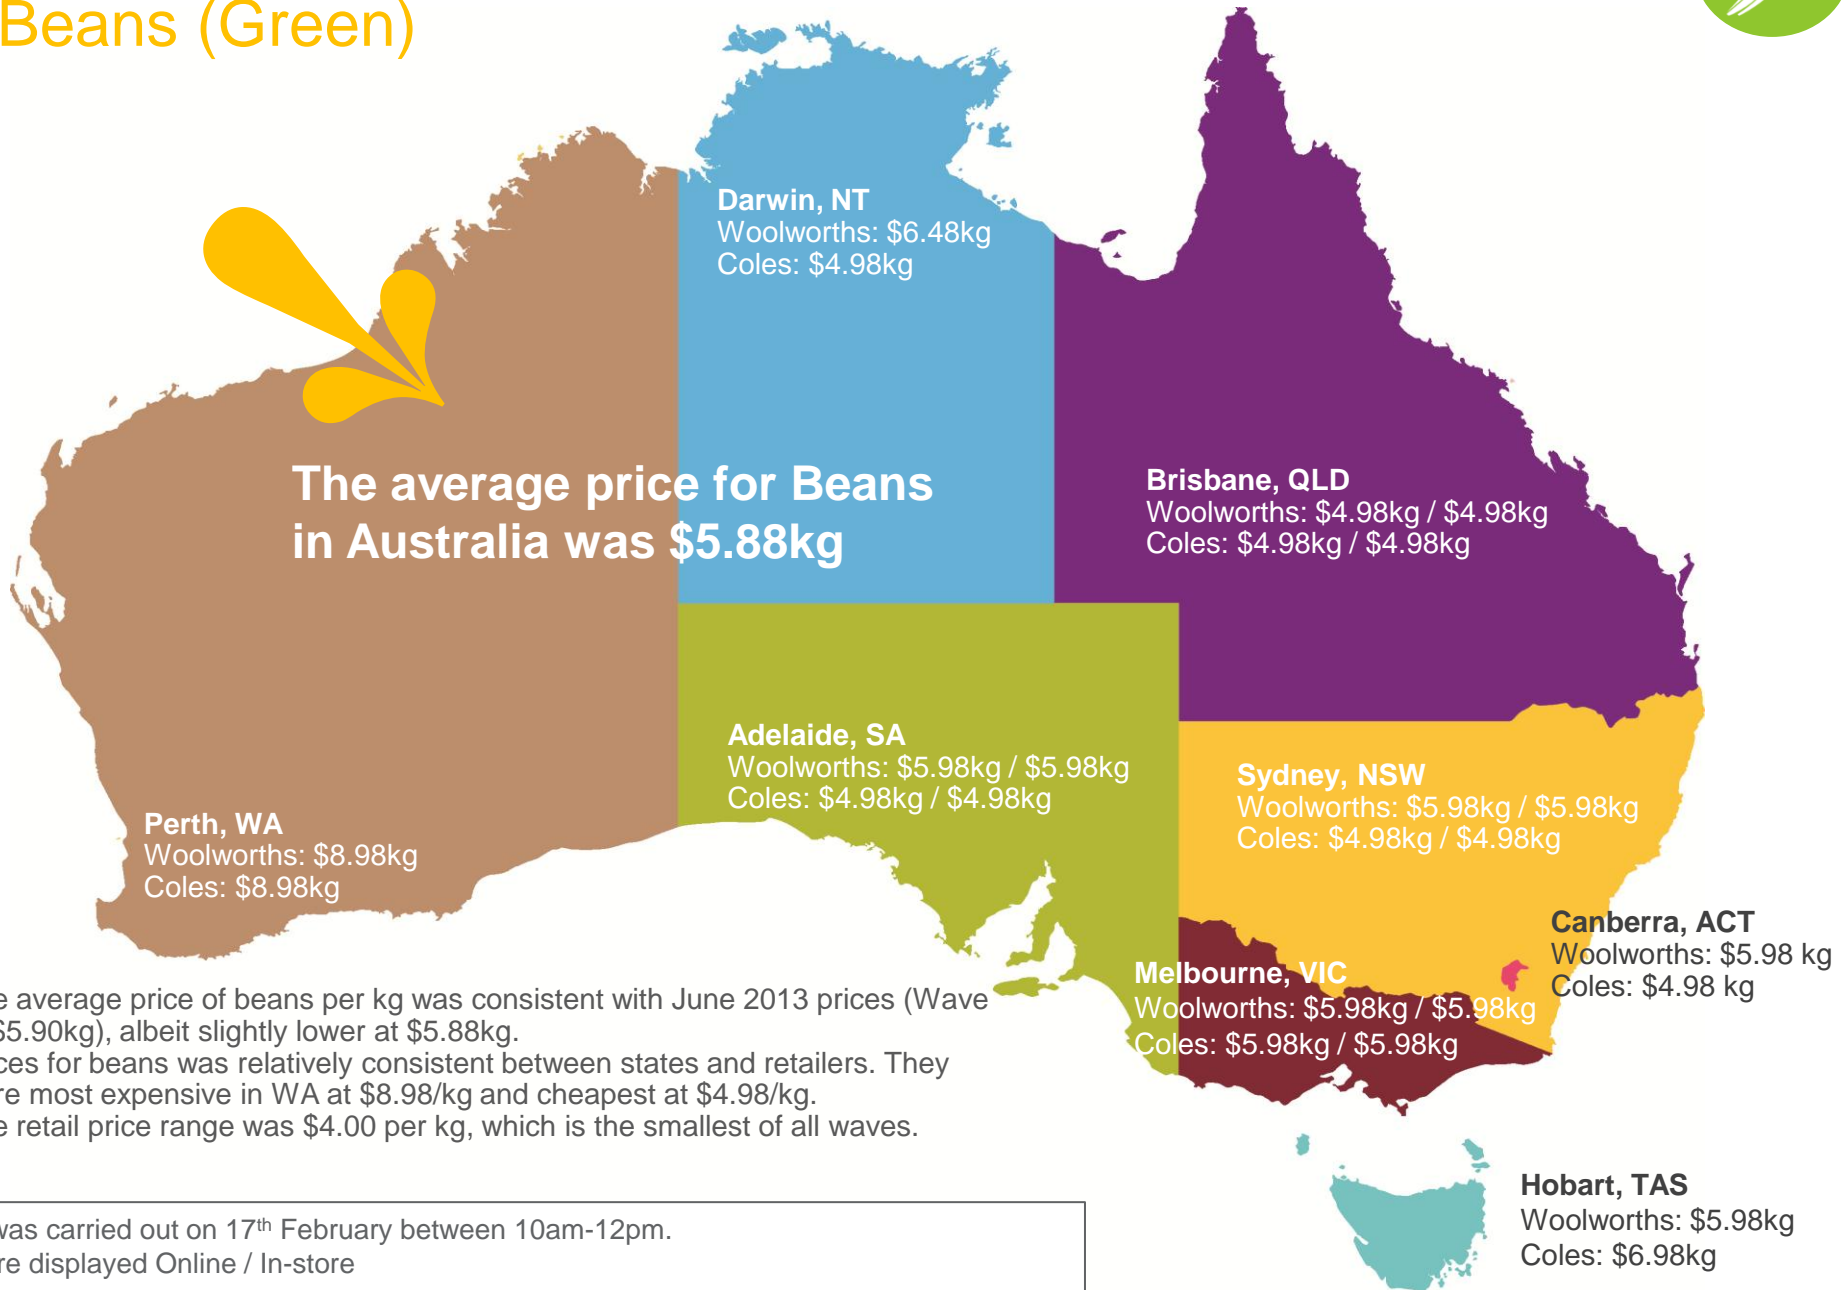 Beans (Green)
Darwin, NT
Woolworths: $6.48kg
Coles: $4.98kg
The average price for Beans
in Australia was $5.88kg
Brisbane, QLD
Woolworths: $4.98kg / $4.98kg
Coles: $4.98kg / $4.98kg
Adelaide, SA
Woolworths: $5.98kg / $5.98kg
Coles: $4.98kg / $4.98kg
Sydney, NSW
Woolworths: $5.98kg / $5.98kg
Coles: $4.98kg / $4.98kg
Perth, WA
Woolworths: $8.98kg
Coles: $8.98kg
Canberra, ACT
Woolworths: $5.98 kg
Coles: $4.98 kg
Melbourne, VIC
Woolworths: $5.98kg / $5.98kg
Coles: $5.98kg / $5.98kg
average price of beans per kg was consistent with June 2013 prices (Wave
$5.90kg), albeit slightly lower at $5.88kg.
for beans was relatively consistent between states and retailers. They
most expensive in WA at $8.98/kg and cheapest at $4.98/kg.
retail price range was $4.00 per kg, which is the smallest of all waves.
was carried out on 17th February between 10am-12pm.
displayed Online / In-store
Hobart, TAS
Woolworths: $5.98kg
Coles: $6.98kg